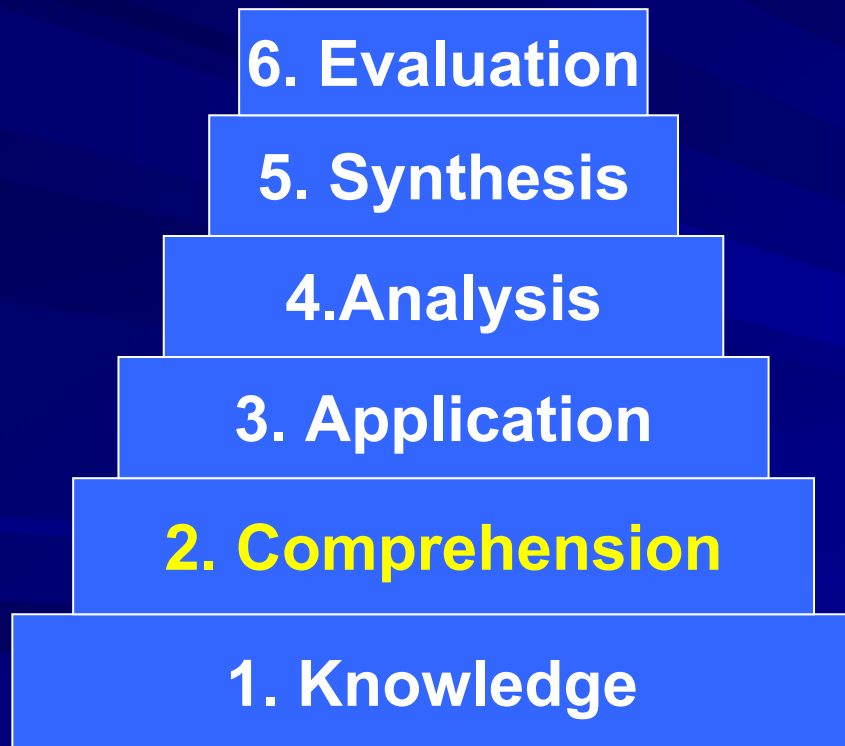 6. Evaluation
5. Synthesis
4.Analysis
3. Application
2. Comprehension
1. Knowledge